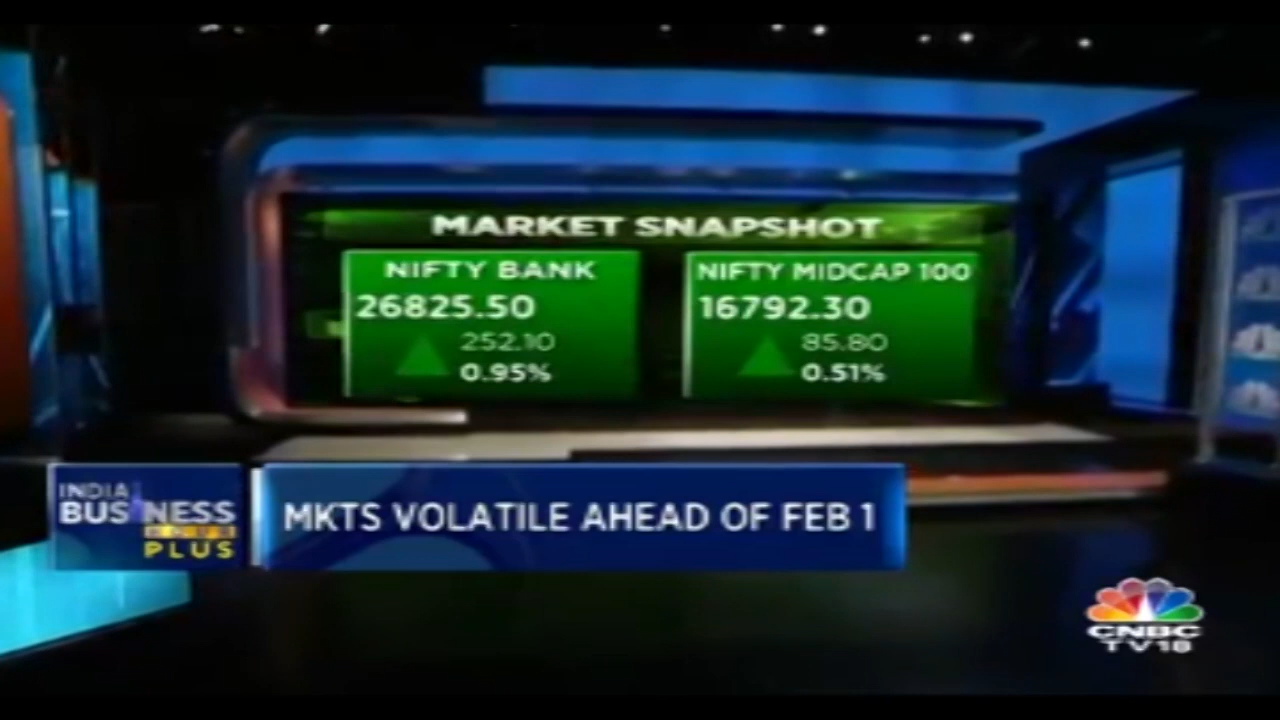 MARKET SNAPSHOT
NIFTY BANK
26825.50
252.10
0.95%
NIFTY MIDCAP 100
16792.30
85.80
0.51%
INDIA
BUSINESS
HOUR
PLUS
MKTS VOLATILE AHEAD OF FEB 1
CNBC
TV18